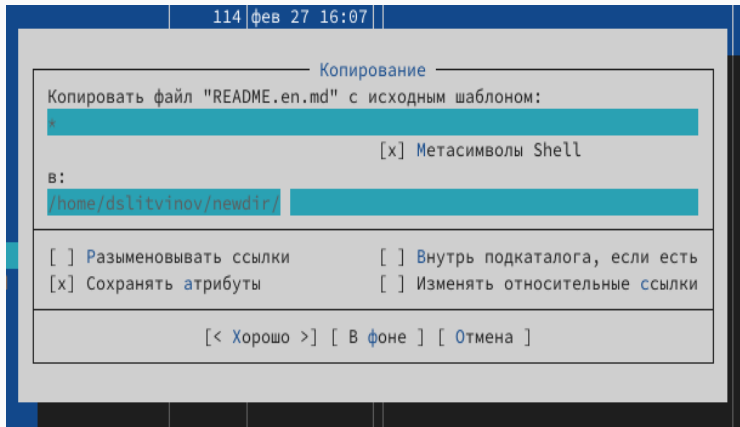 114 фев 27 16:07
Копирование
Копировать файл "README.en.md" с исходным шаблоном:
*
[x] Метасимволы Shell
в:
/home/dslitvinov/newdir/
[ ] Разыменовывать ссылки [ ] Внутрь подкаталога, если есть
[x] Сохранять атрибуты [ ] Изменять относительные ссылки
[< Хорошо >] [ В фоне ] [ Отмена ]